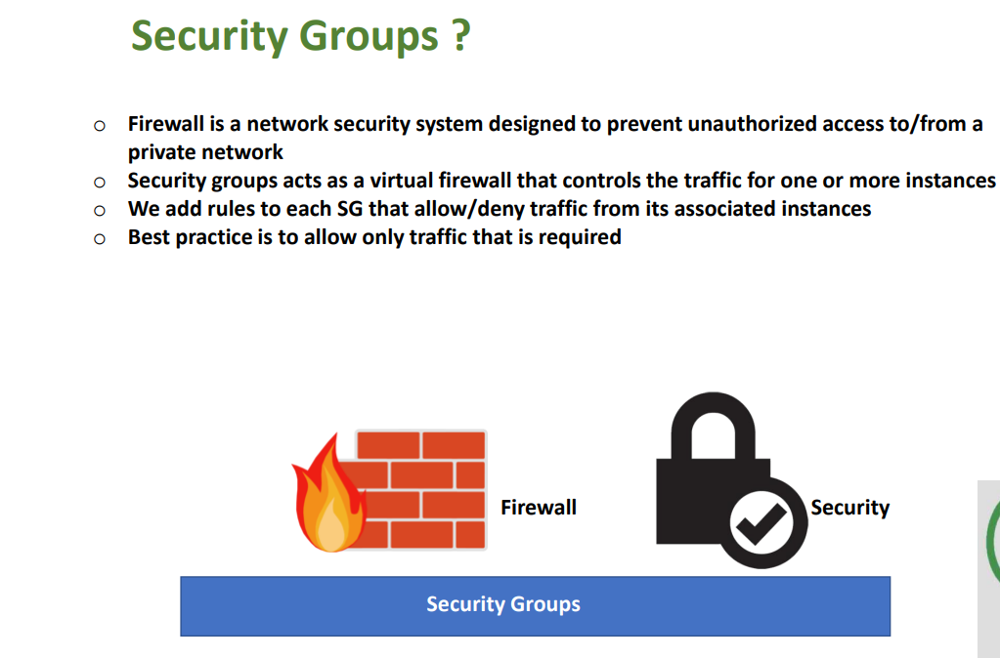 Security Groups ?
o Firewall is a network security system designed to prevent unauthorized access to/from a
private network
o Security groups acts as a virtual firewall that controls the traffic for one or more instances
o We add rules to each SG that allow/deny traffic from its associated instances
o Best practice is to allow only traffic that is required
Firewall
Security
Security Groups